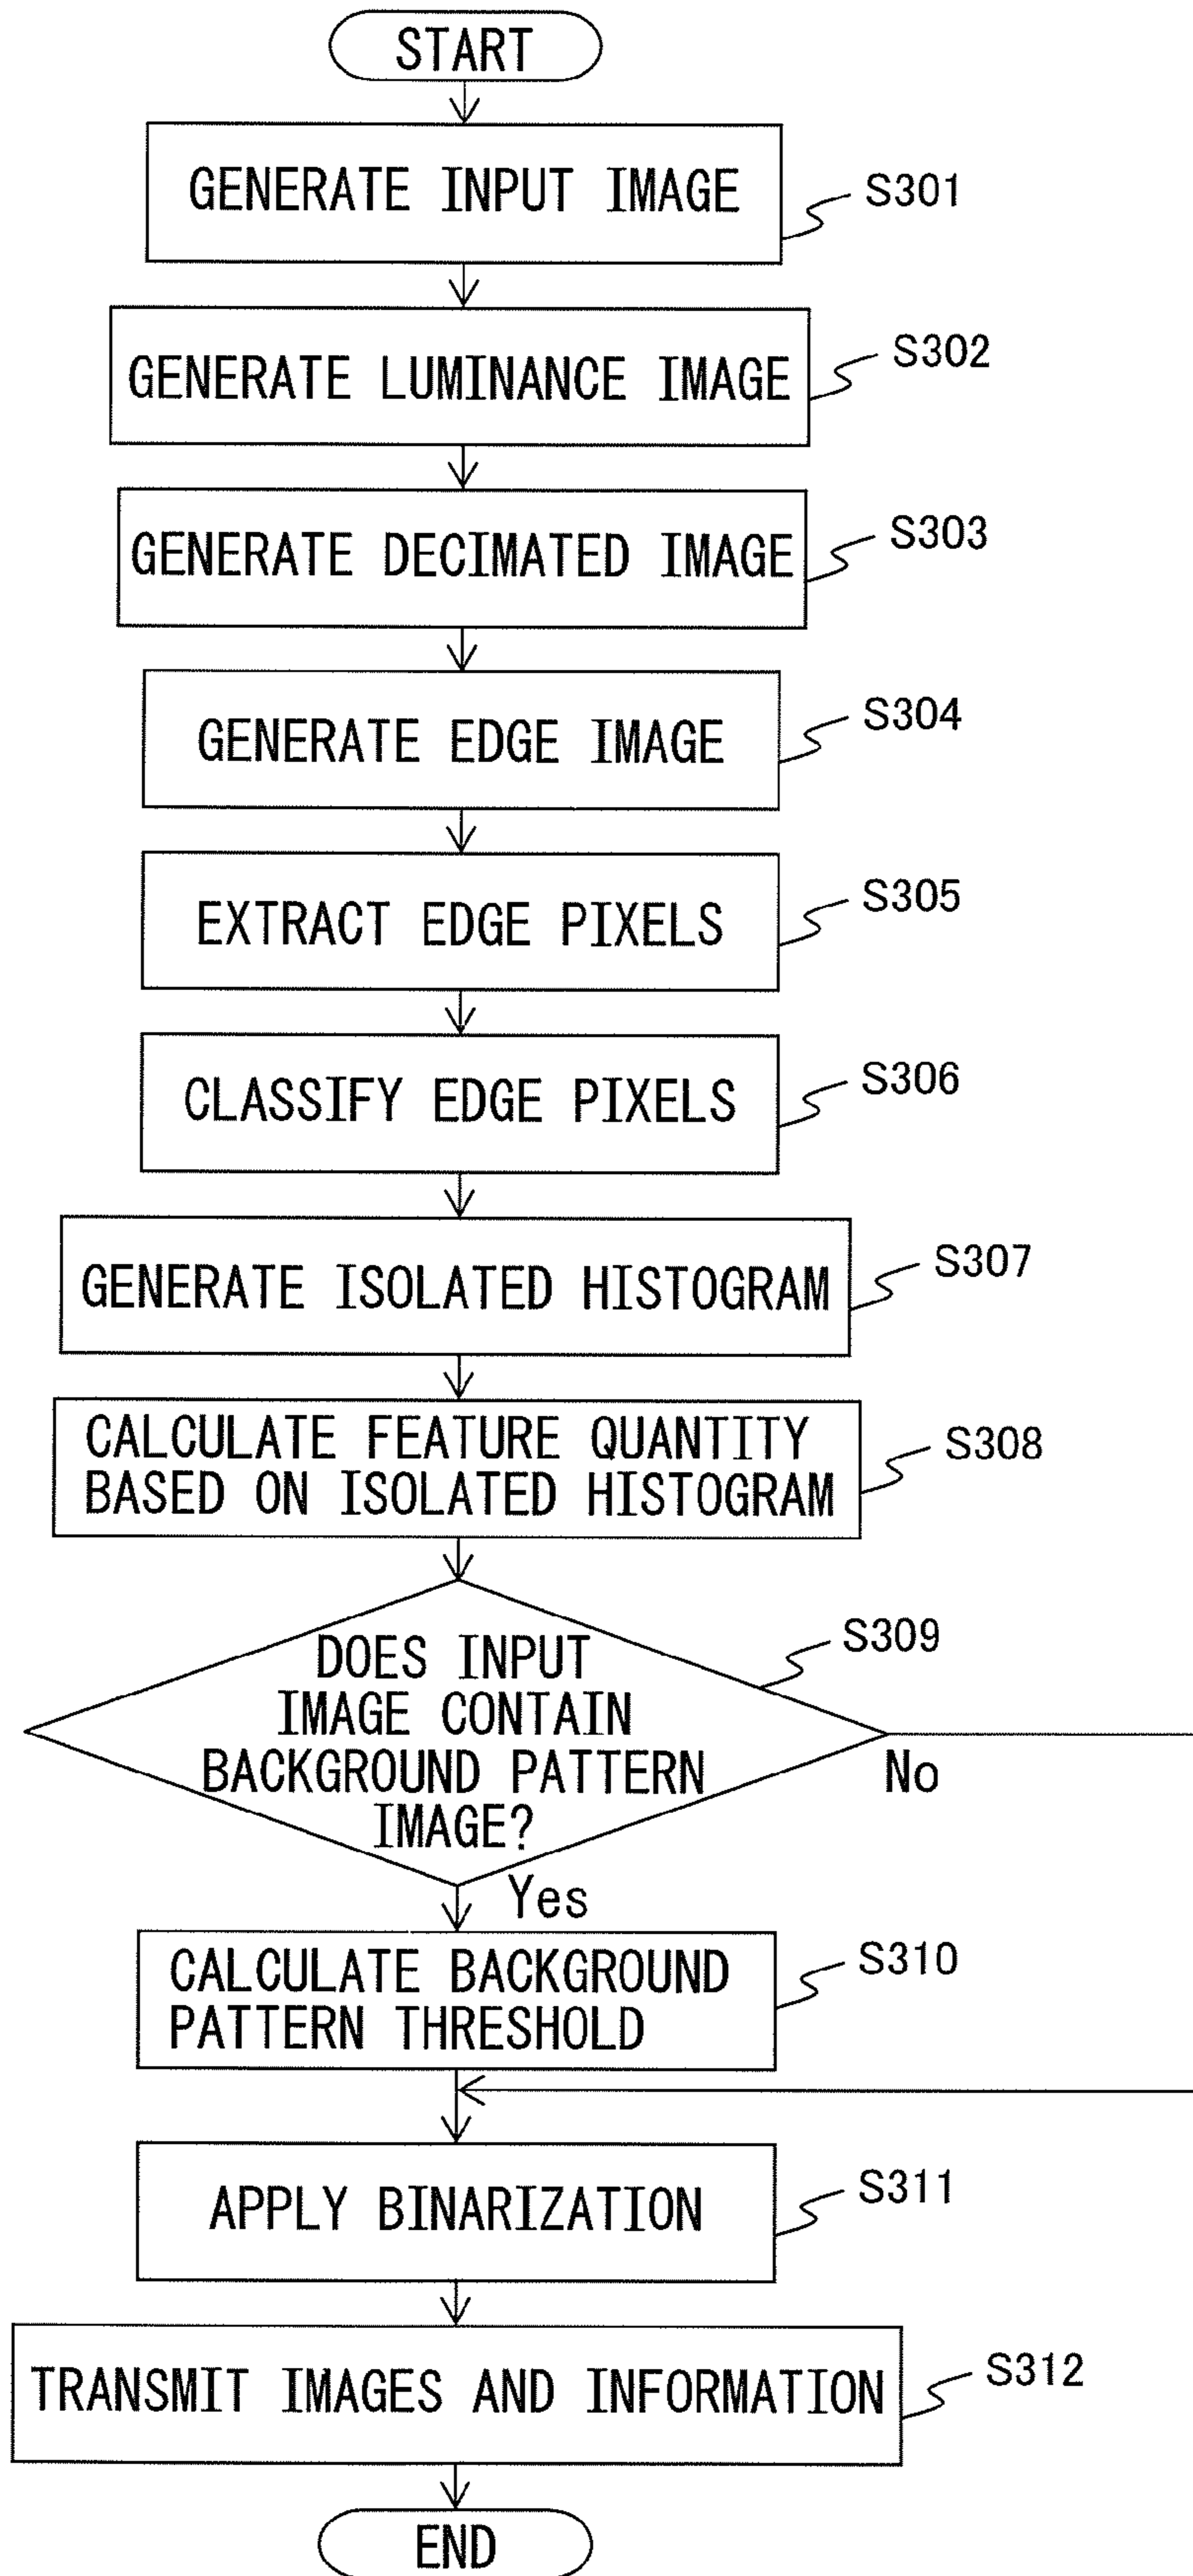 START
GENERATE INPUT IMAGE
S301
GENERATE LUMINANCE IMAGE
S302
GENERATE DECIMATED IMAGE
S303
GENERATE EDGE IMAGE
S304
EXTRACT EDGE PIXELS
S305
CLASSIFY EDGE PIXELS
S306
GENERATE ISOLATED HISTOGRAM
S307
CALCULATE FEATURE QUANTITY
BASED ON ISOLATED HISTOGRAM
S308
DOES INPUT
IMAGE CONTAIN
BACKGROUND PATTERN
IMAGE?
S309
No
Yes
CALCULATE BACKGROUND
PATTERN THRESHOLD
S310
APPLY BINARIZATION
S311
TRANSMIT IMAGES AND INFORMATION
S312
END